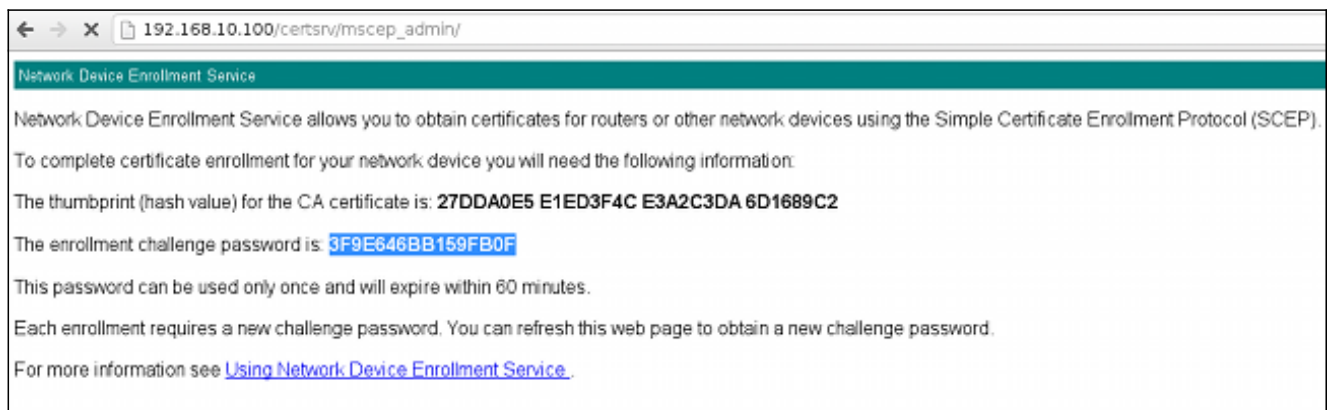 192.168.10.100/certsrv/mscep_admin/
Network Device Enrollment Service
Network Device Enrollment Service allows you to obtain certificates for routers or other network devices using the Simple Certificate Enrollment Protocol (SCEP).
To complete certificate enrollment for your network device you will need the following information:
The thumbprint (hash value) for the CA certificate is: 27DDA0E5 E1ED3F4C E3A2C3DA 6D1689C2
The enrollment challenge password is: 3F9E646BB159FB0F
This password can be used only once and will expire within 60 minutes.
Each enrollment requires a new challenge password. You can refresh this web page to obtain a new challenge password.
For more information see Using Network Device Enrollment Service .